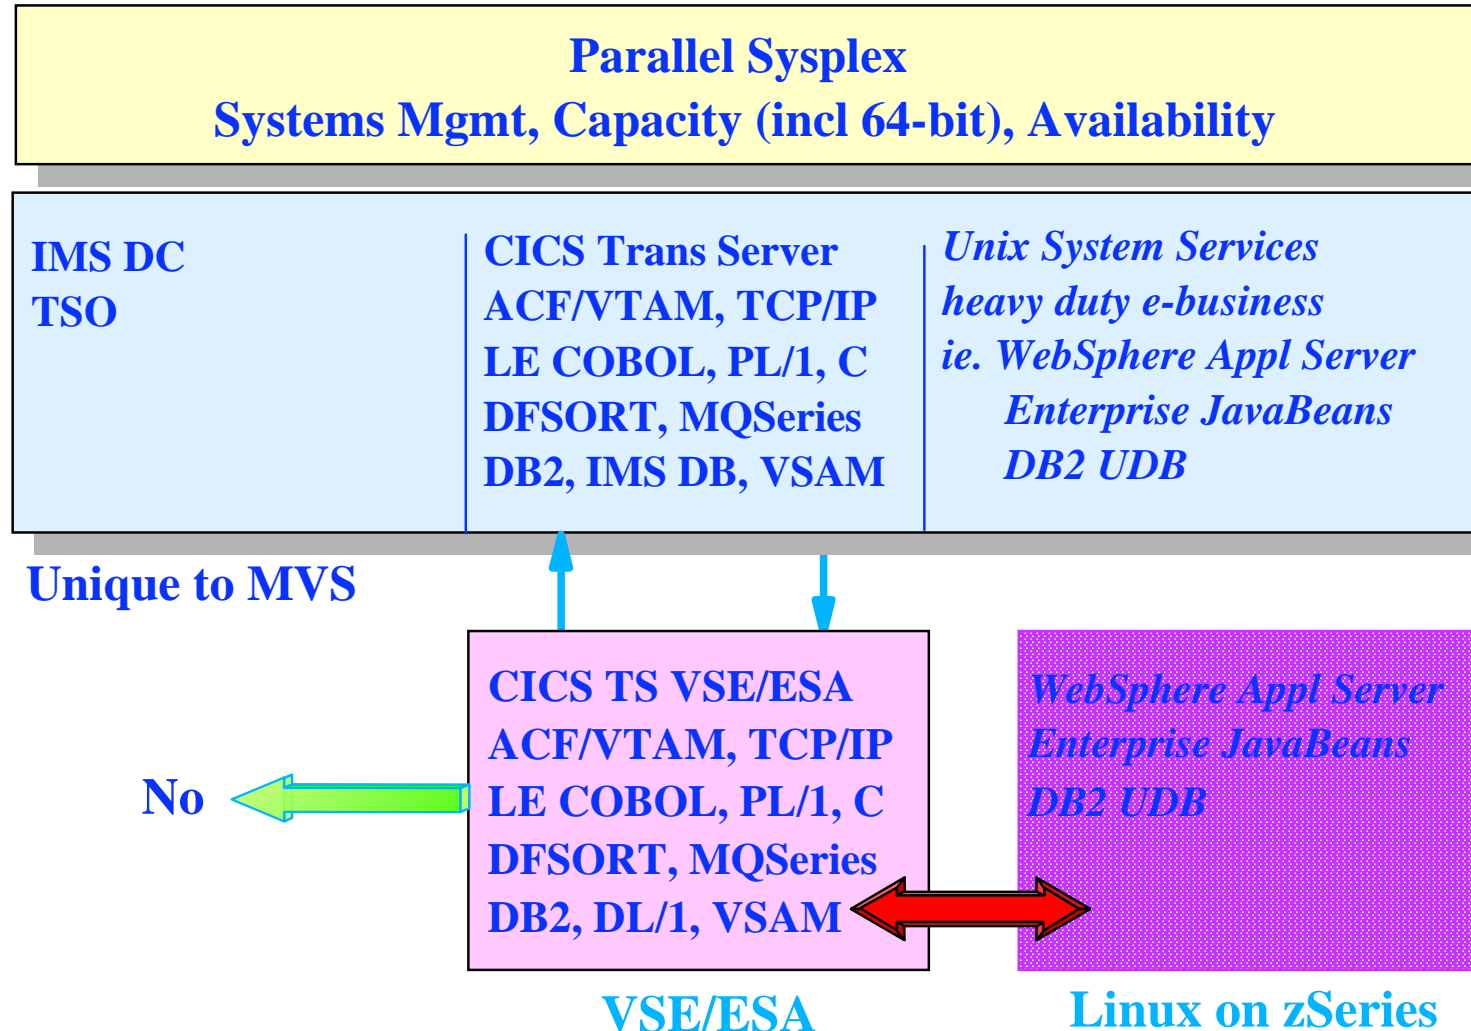 Parallel Sysplex
Systems Mgmt, Capacity (incl 64-bit), Availability
IMS DC
TSO
CICS Trans Server
ACF/VTAM, TCP/IP
LE COBOL, PL/1, C
DFSORT, MQSeries
DB2, IMS DB, VSAM
Unix System Services
heavy duty e-business
ie. WebSphere Appl Server
Enterprise JavaBeans
DB2 UDB
Unique to MVS
No
CICS TS VSE/ESA
ACF/VTAM, TCP/IP
LE COBOL, PL/1, C
DFSORT, MQSeries
DB2, DL/1, VSAM
VSE/ESA
WebSphere Appl Server
Enterprise JavaBeans
DB2 UDB
Linux on zSeries